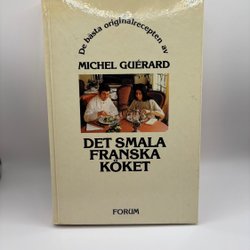 De bästa originalrecepten av
MICHEL GUÉRARD
DET SMALA
FRANSKA
KÖKET
FORUM